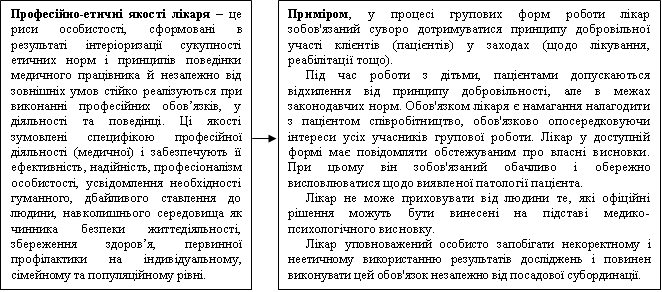 Професійно-етичні якості лікаря – це
риси особистості, сформовані в
результаті інтеріоризації сукупності
етичних норм і принципів поведінки
медичного працівника й незалежно від
зовнішніх умов стійко реалізуються при
виконанні професійних обов’язків, у
діяльності та поведінці. Ці якості
зумовлені специфікою професійної
діяльності (медичної) і забезпечують її
ефективність, надійність, професіоналізм
особистості, усвідомлення необхідності
гуманного, дбайливого ставлення до
людини, навколишнього середовища як
чинника безпеки життєдіяльності,
збереження здоров’я, первинної
профілактики на індивідуальному,
сімейному та популяційному рівні.
Приміром, у процесі групових форм роботи лікар
зобов'язаний суворо дотримуватися принципу добровільної
участі клієнтів (пацієнтів) у заходах (щодо лікування,
реабілітації тощо).
Під час роботи з дітьми, пацієнтами допускаються
відхилення від принципу добровільності, але в межах
законодавчих норм. Обов'язком лікаря є намагання налагодити
з пацієнтом співробітництво, обов'язково опосередковуючи
інтереси усіх учасників групової роботи. Лікар у доступній
формі має повідомляти обстежуваним про власні висновки.
При цьому він зобов'язаний обачливо і обережно
висловлюватися щодо виявленої патології пацієнта.
Лікар не може приховувати від людини те, які офіційні
рішення можуть бути винесені на підставі медико-
психологічного висновку.
Лікар уповноважений особисто запобігати некоректному і
неетичному використанню результатів досліджень і повинен
виконувати цей обов'язок незалежно від посадової субординації.